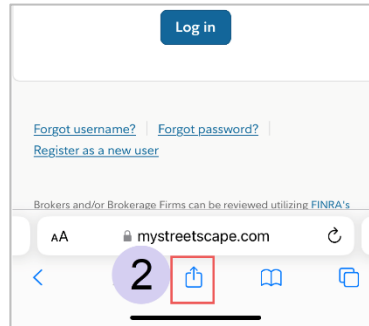 Log in
Forgot username? Forgot password?
Register as a new user
Brokers and/or Brokerage Firms can be reviewed utilizing FINRA's
AA mystreetscape.com
2